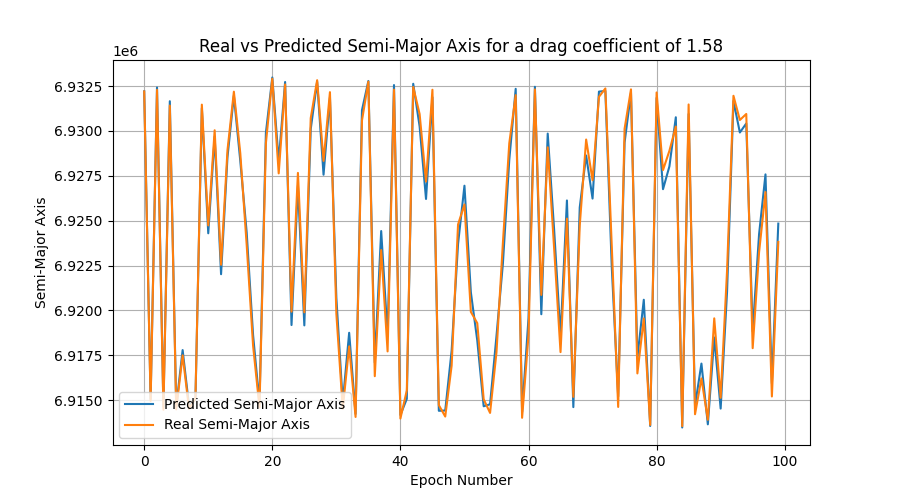 Real vs Predicted Semi-Major Axis for a drag coefficient of 1.58
1e6
6.9325
6.9300
6.9275
6.9250
6.9225
6.9200
6.9175
6.9150
Semi-Major Axis
Predicted Semi-Major Axis
Real Semi-Major Axis
0 20 40 60 80 100
Epoch Number